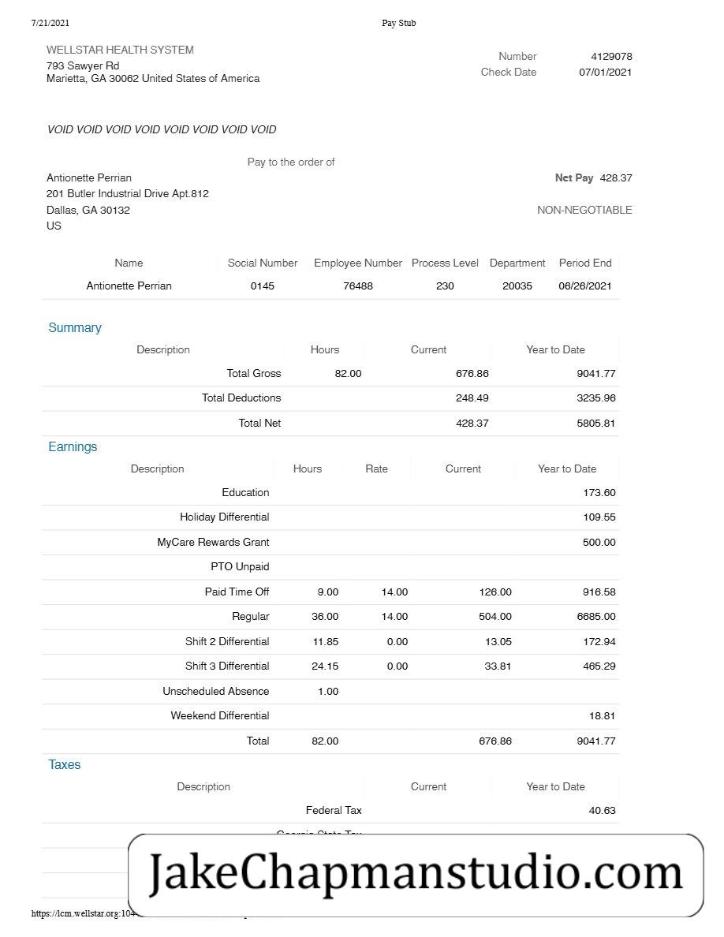 7/21/2021 Pay Stub
WELLSTAR HEALTH SYSTEM
793 Sawyer Rd
Marietta, GA 30062 United States of America
Number 4129078
Check Date 07/01/2021
VOID VOID VOID VOID VOID VOID VOID VOID
Pay to the order of
Antionette Perrian
201 Butler Industrial Drive Apt.812
Dallas, GA 30132
US
Net Pay 428.37
NON-NEGOTIABLE
Name Social Number Employee Number Process Level Department Period End
Antionette Perrian 0145 76488 230 20035 06/26/2021
Summary
Description Hours Current Year to Date
Total Gross 82.00 676.86 9041.77
Total Deductions 248.49 3235.96
Total Net 428.37 5805.81
Earnings
Description Hours Rate Current Year to Date
Education 173.60
Holiday Differential 109.55
MyCare Rewards Grant 500.00
PTO Unpaid
Paid Time Off 9.00 14.00 126.00 916.58
Regular 36.00 14.00 504.00 6685.00
Shift 2 Differential 11.85 0.00 13.05 172.94
Shift 3 Differential 24.15 0.00 33.81 465.29
Unscheduled Absence 1.00
Weekend Differential 18.81
Total 82.00 676.86 9041.77
Taxes
Description Current Year to Date
Federal Tax 40.63
JakeChapmanstudio.com
https://lcm.wellstar.org:104